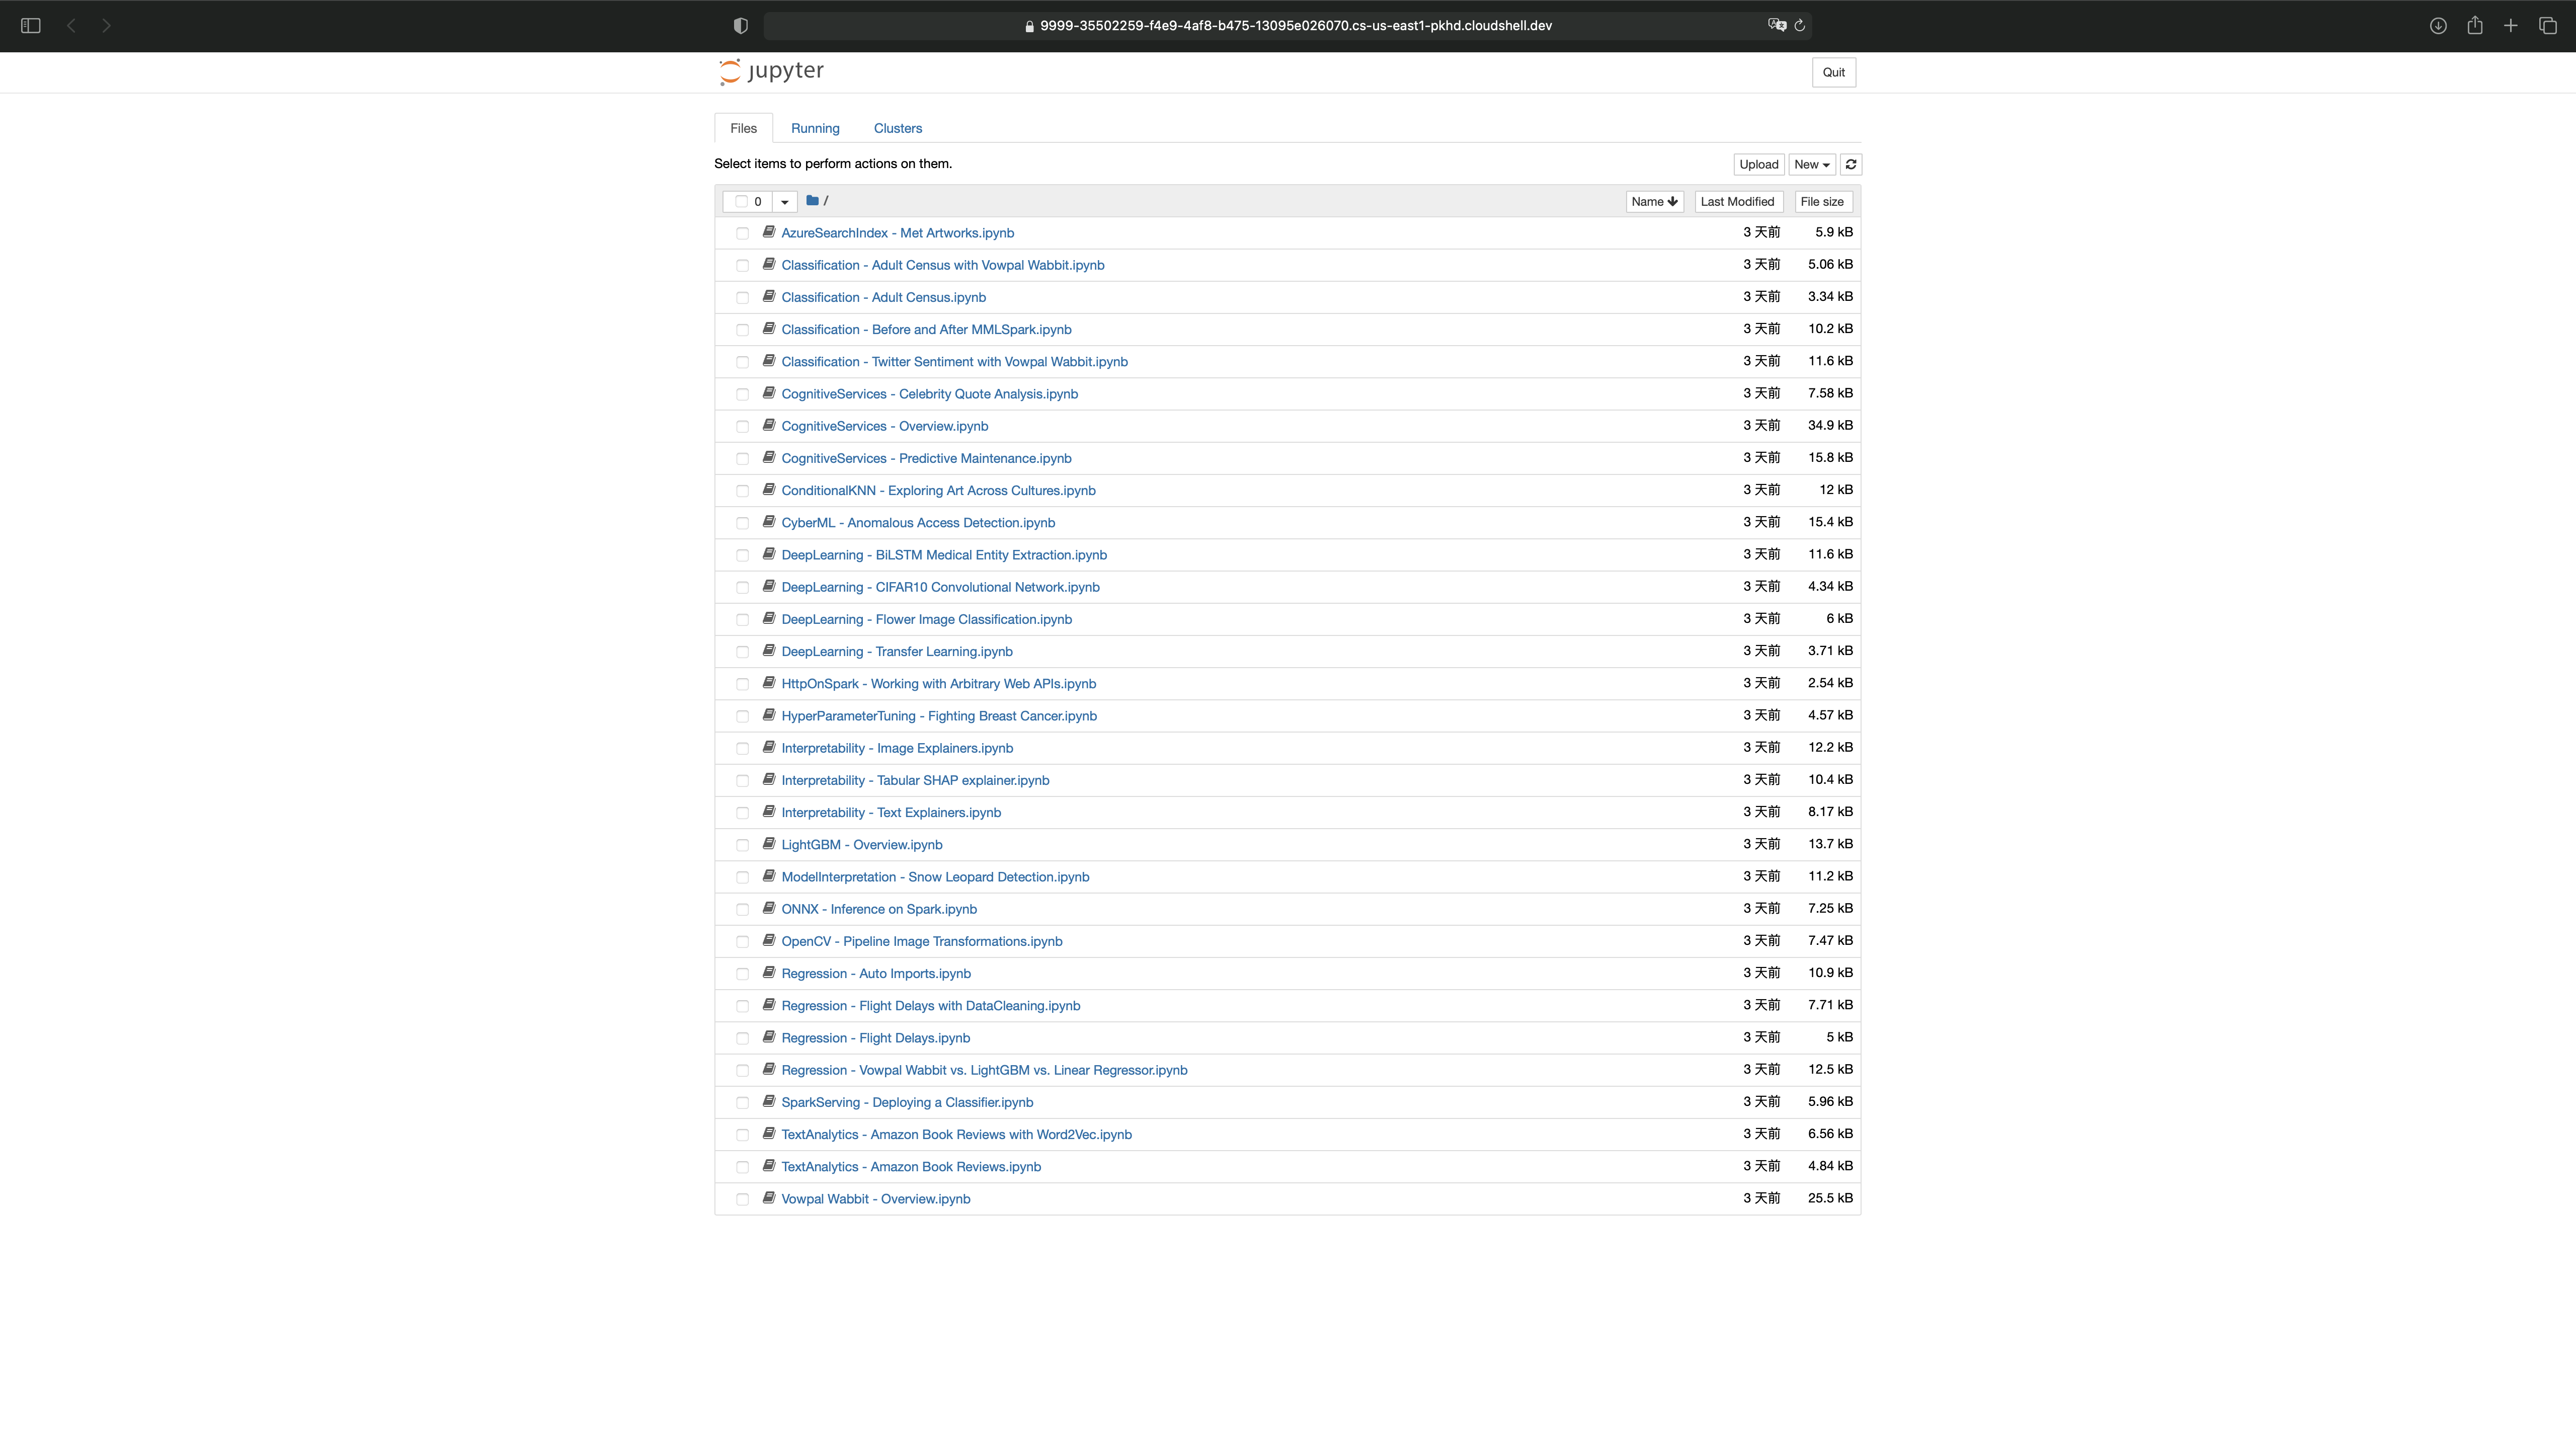 9999-35502259-f4e9-4af8-b475-13095e026070.cs-us-east1-pkhd.cloudshell.dev
jupyter
Quit
Files Running Clusters
Select items to perform actions on them.
Upload New
0 / Name Last Modified File size
AzureSearchIndex - Met Artworks.ipynb 3 天前 5.9 kB
Classification - Adult Census with Vowpal Wabbit.ipynb 3 天前 5.06 kB
Classification - Adult Census.ipynb 3 天前 3.34 kB
Classification - Before and After MMLSpark.ipynb 3 天前 10.2 kB
Classification - Twitter Sentiment with Vowpal Wabbit.ipynb 3 天前 11.6 kB
CognitiveServices - Celebrity Quote Analysis.ipynb 3 天前 7.58 kB
CognitiveServices - Overview.ipynb 3 天前 34.9 kB
CognitiveServices - Predictive Maintenance.ipynb 3 天前 15.8 kB
ConditionalKNN - Exploring Art Across Cultures.ipynb 3 天前 12 kB
CyberML - Anomalous Access Detection.ipynb 3 天前 15.4 kB
DeepLearning - BiLSTM Medical Entity Extraction.ipynb 3 天前 11.6 kB
DeepLearning - CIFAR10 Convolutional Network.ipynb 3 天前 4.34 kB
DeepLearning - Flower Image Classification.ipynb 3 天前 6 kB
DeepLearning - Transfer Learning.ipynb 3 天前 3.71 kB
HttpOnSpark - Working with Arbitrary Web APIs.ipynb 3 天前 2.54 kB
HyperParameterTuning - Fighting Breast Cancer.ipynb 3 天前 4.57 kB
Interpretability - Image Explainers.ipynb 3 天前 12.2 kB
Interpretability - Tabular SHAP explainer.ipynb 3 天前 10.4 kB
Interpretability - Text Explainers.ipynb 3 天前 8.17 kB
LightGBM - Overview.ipynb 3 天前 13.7 kB
ModelInterpretation - Snow Leopard Detection.ipynb 3 天前 11.2 kB
ONNX - Inference on Spark.ipynb 3 天前 7.25 kB
OpenCV - Pipeline Image Transformations.ipynb 3 天前 7.47 kB
Regression - Auto Imports.ipynb 3 天前 10.9 kB
Regression - Flight Delays with DataCleaning.ipynb 3 天前 7.71 kB
Regression - Flight Delays.ipynb 3 天前 5 kB
Regression - Vowpal Wabbit vs. LightGBM vs. Linear Regressor.ipynb 3 天前 12.5 kB
SparkServing - Deploying a Classifier.ipynb 3 天前 5.96 kB
TextAnalytics - Amazon Book Reviews with Word2Vec.ipynb 3 天前 6.56 kB
TextAnalytics - Amazon Book Reviews.ipynb 3 天前 4.84 kB
Vowpal Wabbit - Overview.ipynb 3 天前 25.5 kB